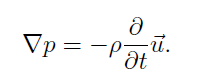 ∇p = −ρ ∂/∂t u⃗.